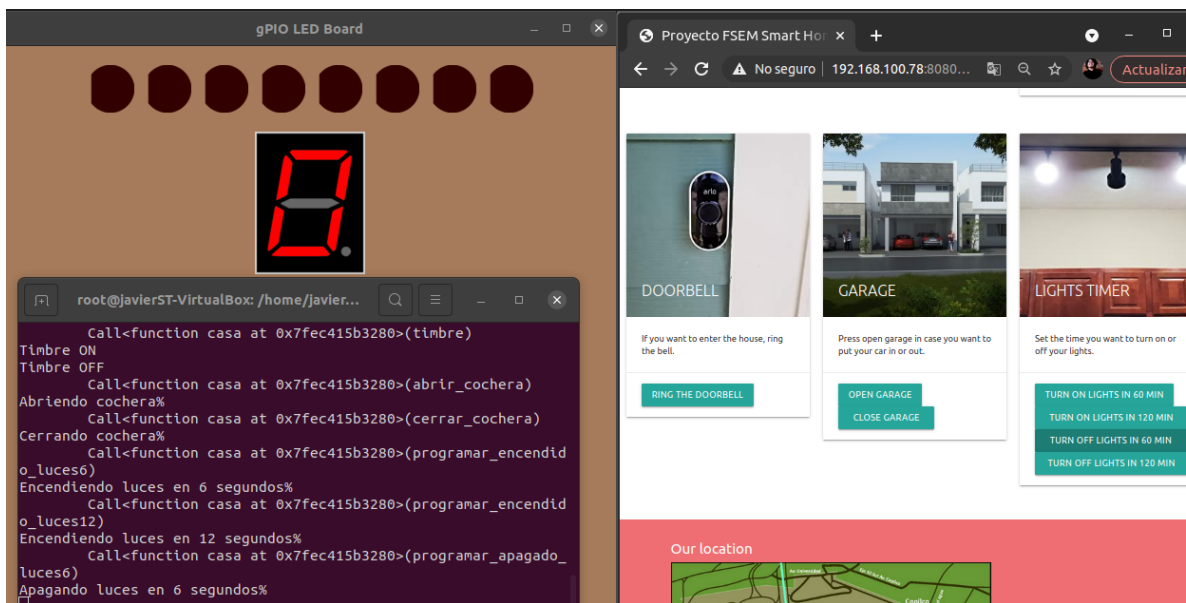 gPIO LED Board
Proyecto FSEM Smart Hor
No seguro | 192.168.100.78:8080...
Actualizar
arlo
DOORBELL
If you want to enter the house, ring
the bell.
RING THE DOORBELL
GARAGE
Press open garage in case you want to
put your car in or out.
OPEN GARAGE
CLOSE GARAGE
LIGHTS TIMER
Set the time you want to turn on or
off your lights.
TURN ON LIGHTS IN 60 MIN
TURN ON LIGHTS IN 120 MIN
TURN OFF LIGHTS IN 60 MIN
TURN OFF LIGHTS IN 120 MIN
root@javierST-VirtualBox: /home/javier...
Call<function casa at 0x7fec415b3280>(timbre)
Timbre ON
Timbre OFF
Call<function casa at 0x7fec415b3280>(abrir_cochera)
Abriendo cochera%
Call<function casa at 0x7fec415b3280>(cerrar_cochera)
Cerrando cochera%
Call<function casa at 0x7fec415b3280>(programar_encendid
o_luces6)
Encendiendo luces en 6 segundos%
Call<function casa at 0x7fec415b3280>(programar_encendid
o_luces12)
Encendiendo luces en 12 segundos%
Call<function casa at 0x7fec415b3280>(programar_apagado_
luces6)
Apagando luces en 6 segundos%
Our location
Copilco